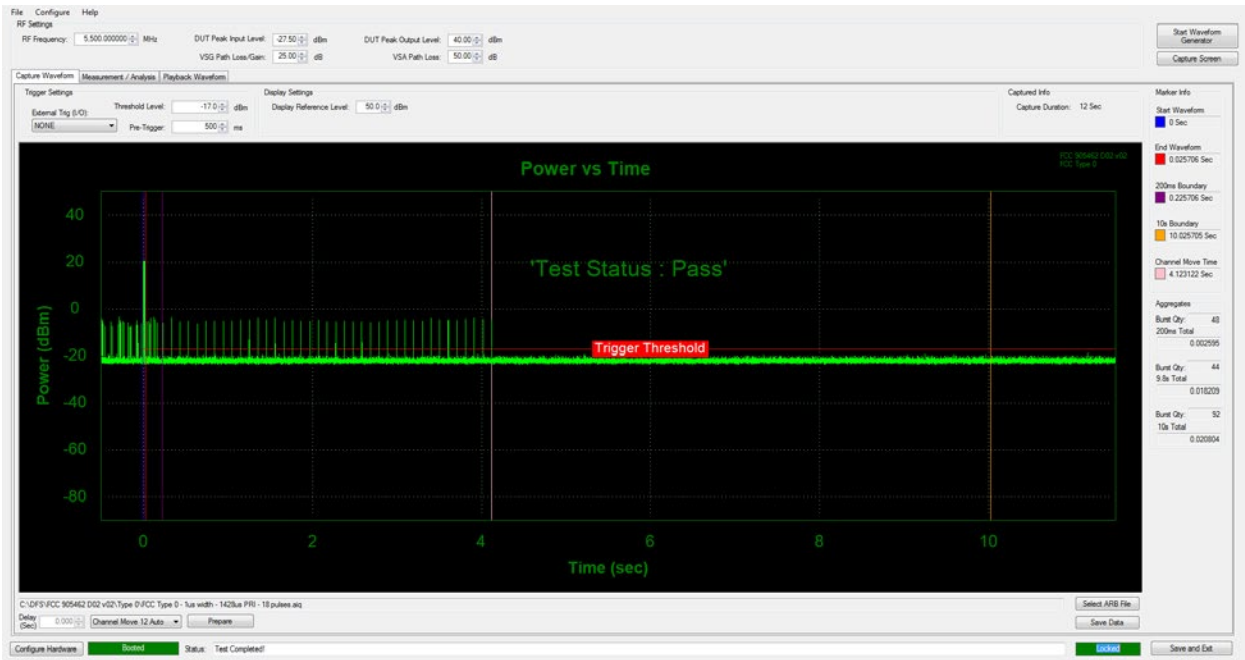 File Configure Help
RF Settings
RF Frequency: 5,500.000000 MHz DUT Peak Input Level: -27.50 dBm DUT Peak Output Level: 40.00 dBm
VSG Path Loss/Gain: 25.00 dB VSA Path Loss: 50.00 dB
Start Waveform Generator
Capture Screen
Capture Waveform Measurement / Analysis Playback Waveform
Trigger Settings
External Trig (I/O):
NONE
Threshold Level: -17.0 dBm
Pre-Trigger: 500 ms
Display Settings
Display Reference Level: 50.0 dBm
Captured Info
Capture Duration: 12 Sec
Power vs Time
FCC 905462 D02 v02
FCC Type 0
'Test Status : Pass'
Trigger Threshold
Power (dBm)
40
20
0
-20
-40
-60
-80
0 2 4 6 8 10
Time (sec)
Marker Info
Start Waveform
0 Sec
End Waveform
0.025706 Sec
200ms Boundary
0.225706 Sec
10s Boundary
10.025705 Sec
Channel Move Time
4.123122 Sec
Aggregates
Burst Qty: 48
200ms Total
0.002595
Burst Qty: 44
9.8s Total
0.018209
Burst Qty: 92
10s Total
0.020804
C:\DFS\FCC 905462 D02 v02\Type 0\FCC Type 0 - 1us width - 1428us PRI - 18 pulses.aiq
Select ARB File
Delay (Sec) 0.000 Channel Move 12 Auto Prepare
Save Data
Configure Hardware Booted Status: Test Completed! Locked Save and Exit